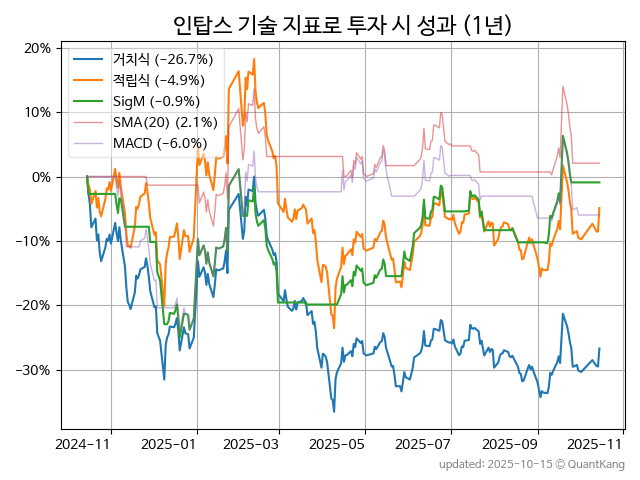 인탑스 기술 지표로 투자 시 성과 (1년)
20%
10%
0%
−10%
−20%
−30%
거치식 (−26.7%)
적립식 (−4.9%)
SigM (−0.9%)
SMA(20) (2.1%)
MACD (−6.0%)
2024-11
2025-01
2025-03
2025-05
2025-07
2025-09
2025-11
updated: 2025-10-15 © QuantKang